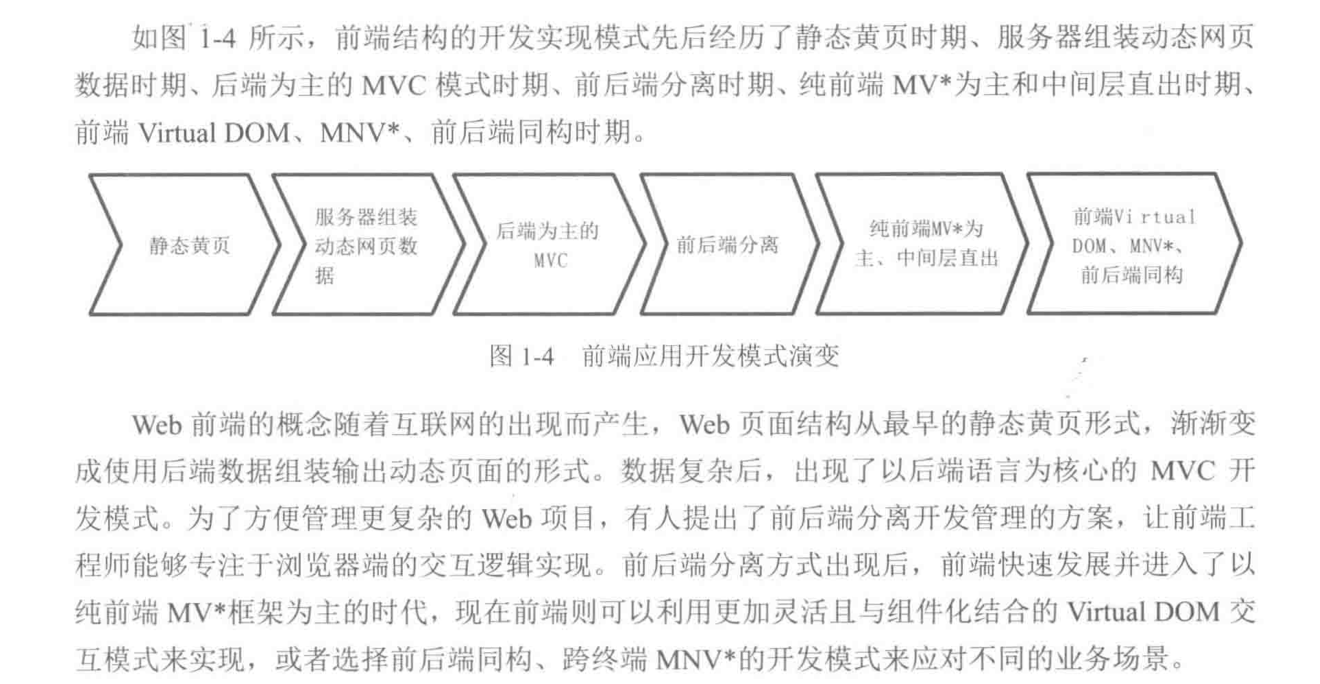 如图 1-4 所示，前端结构的开发实现模式先后经历了静态黄页时期、服务器组装动态网页
数据时期、后端为主的 MVC 模式时期、前后端分离时期、纯前端 MV*为主和中间层直出时期、
前端 Virtual DOM、MNV*、前后端同构时期。
静态黄页
服务器组装
动态网页数
据
后端为主的
MVC
前后端分离
纯前端MV*为
主、中间层直出
前端Virtual
DOM、MNV*、
前后端同构
图 1-4 前端应用开发模式演变
Web 前端的概念随着互联网的出现而产生，Web 页面结构从最早的静态黄页形式，渐渐变
成使用后端数据组装输出动态页面的形式。数据复杂后，出现了以后端语言为核心的 MVC 开
发模式。为了方便管理更复杂的 Web 项目，有人提出了前后端分离开发管理的方案，让前端工
程师能够专注于浏览器端的交互逻辑实现。前后端分离方式出现后，前端快速发展并进入了以
纯前端 MV*框架为主的时代，现在前端则可以利用更加灵活且与组件化结合的 Virtual DOM 交
互模式来实现，或者选择前后端同构、跨终端 MNV*的开发模式来应对不同的业务场景。